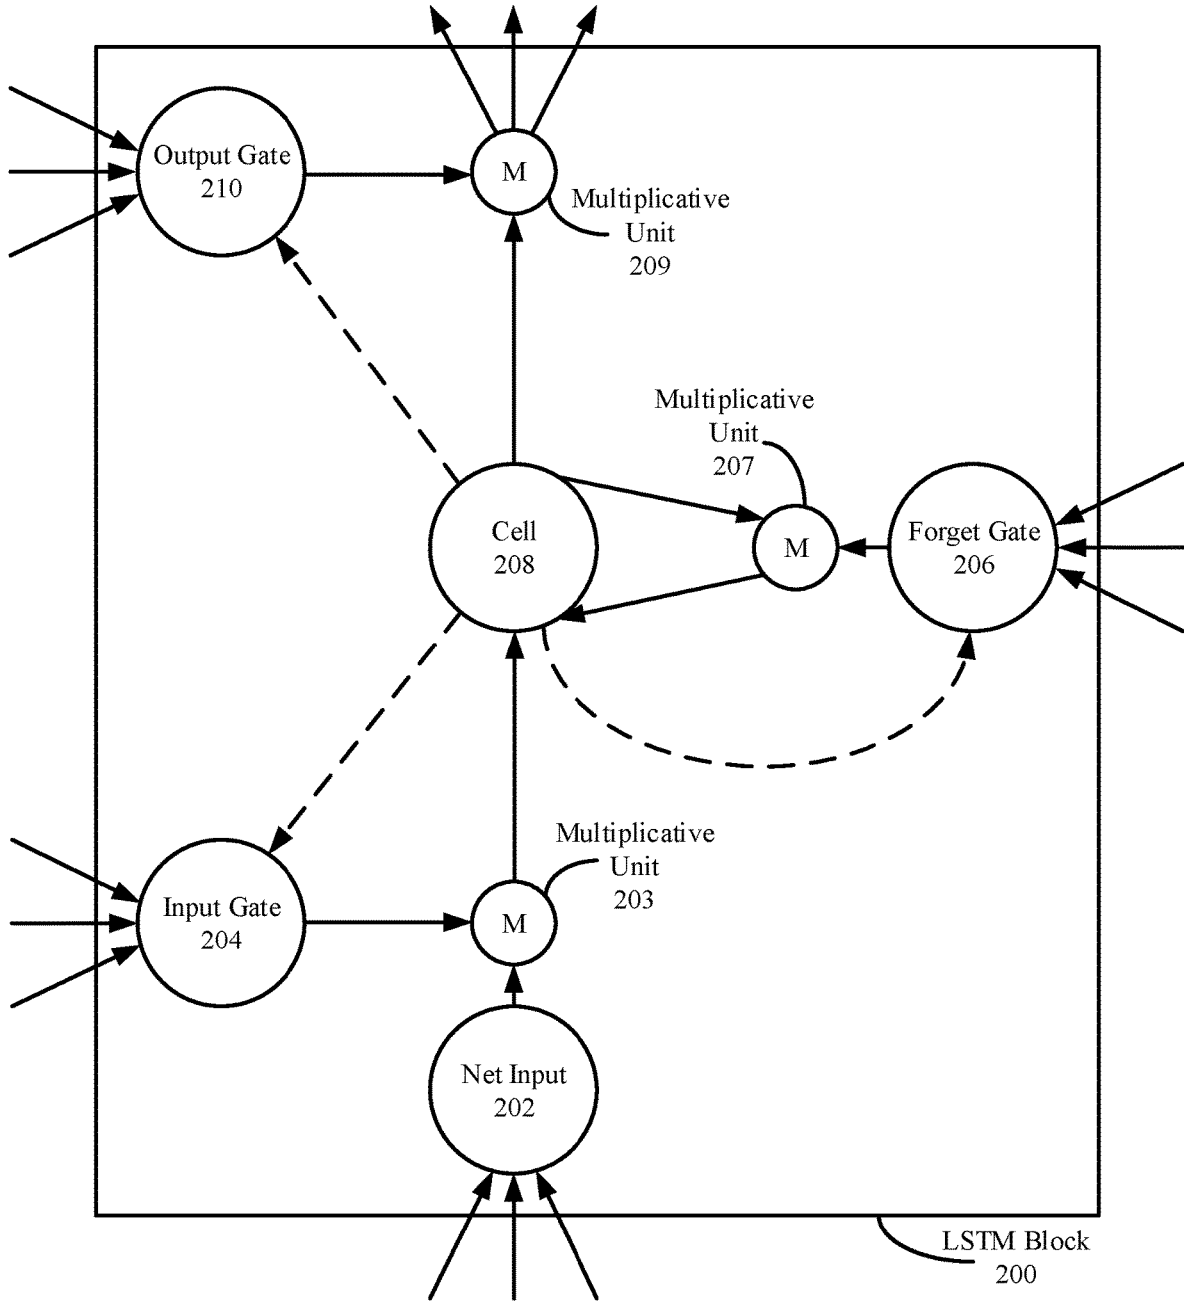 Output Gate
210
M
Multiplicative
Unit
209
Multiplicative
Unit
207
Cell
208
M
Forget Gate
206
Multiplicative
Unit
203
Input Gate
204
M
Net Input
202
LSTM Block
200